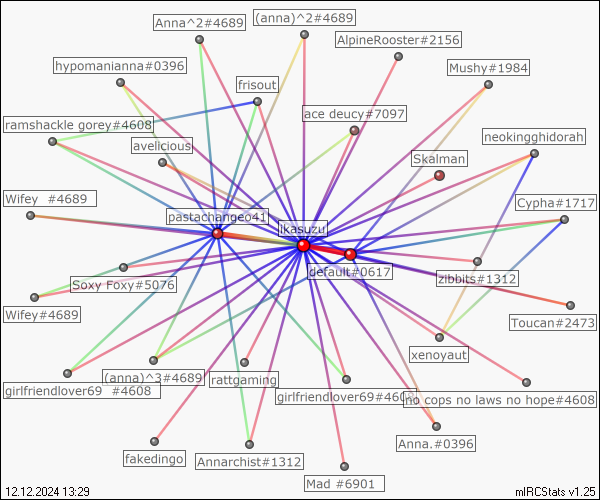 Anna^2#4689
(anna)^2#4689
AlpineRooster#2156
hypomanianna#0396
Mushy#1984
frisout
ace deucy#7097
ramshackle gorey#4608
neokingghidorah
avelicious
Skalman
Wifey #4689
Cypha#1717
pastachange041
Ikasuzu
defaut#0617
zibbits#1312
Soxy Foxy#5076
Wifey#4689
Toucan#2473
xenoyaut
(anna)^3#4689
rattgaming
girlfriendlover69 #4608
girlfriendlover69#4608
no cops no laws no hope#4608
Anna.#0396
fakedingo
Annarchist#1312
Mad #6901
12.12.2024 13:29
mIRCStats v1.25